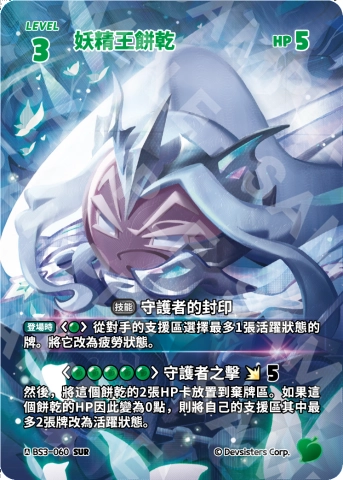 LEVEL
3
妖精王餅乾
HP 5
技能 守護者的封印
登場時 《●》從對手的支援區選擇最多1張活躍狀態的
牌。將它改為疲勞狀態。
《●●●●●》守護者之擊 5
然後，將這個餅乾的2張HP卡放置到棄牌區。如果這
個餅乾的HP因此變為0點，則將自己的支援區其中最
多2張牌改為活躍狀態。
A BS3-060 SUR
© Devsisters Corp.
SAMPLE